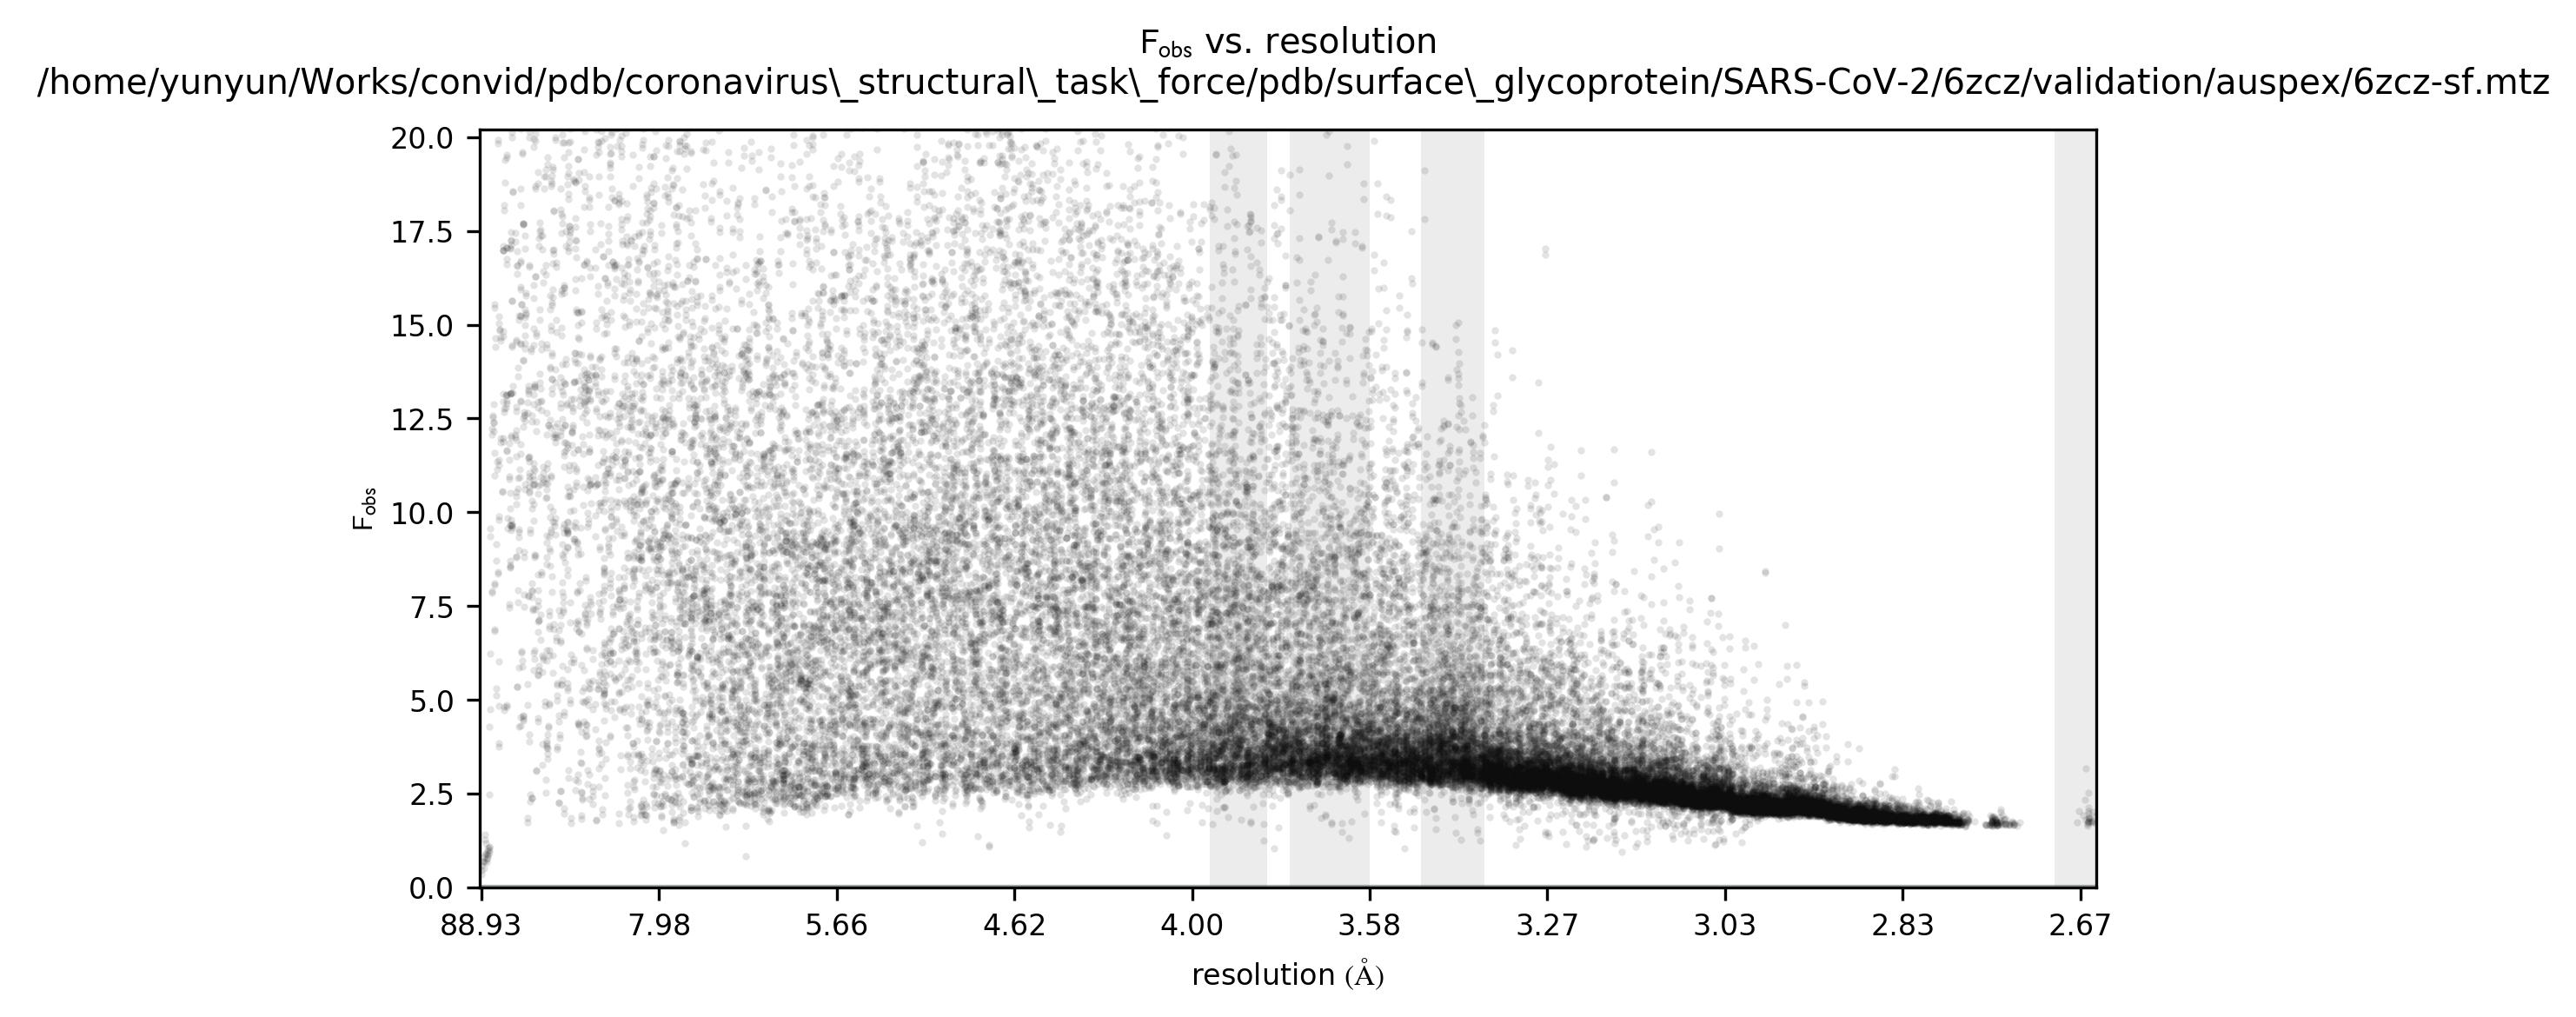 Fobs vs. resolution
/home/yunyun/Works/convid/pdb/coronavirus\_structural\_task\_force/pdb/surface\_glycoprotein/SARS-CoV-2/6zcz/validation/auspex/6zcz-sf.mtz
20.0
17.5
15.0
12.5
10.0
7.5
5.0
2.5
0.0
Fobs
88.93 7.98 5.66 4.62 4.00 3.58 3.27 3.03 2.83 2.67
resolution (Å)